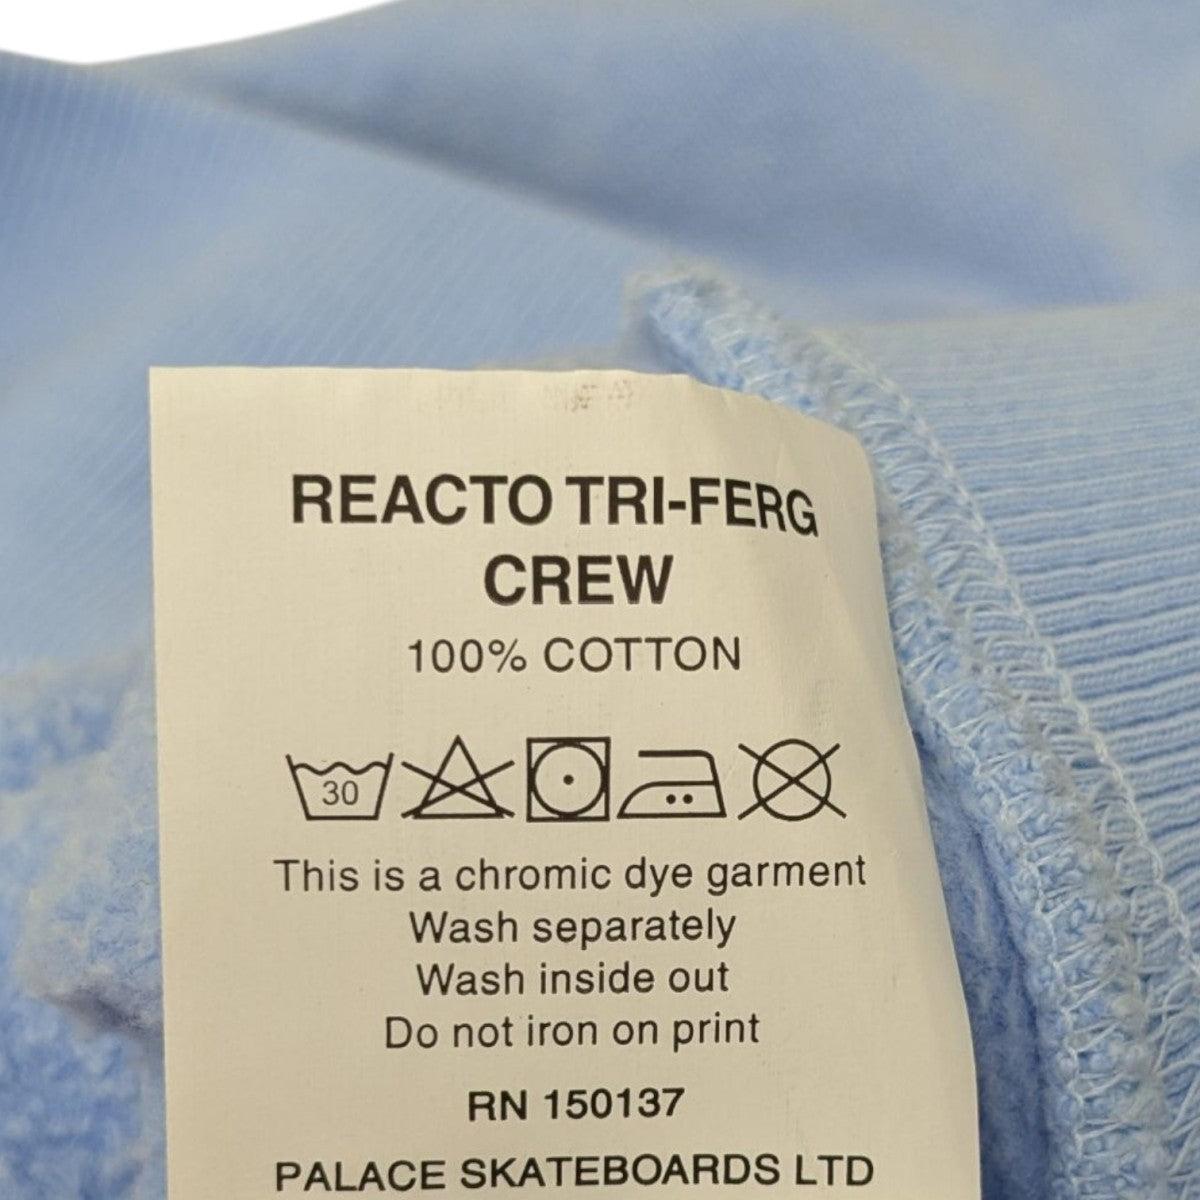 REACTO TRI-FERG
CREW
100% COTTON
30
This is a chromic dye garment
Wash separately
Wash inside out
Do not iron on print
RN 150137
PALACE SKATEBOARDS LTD